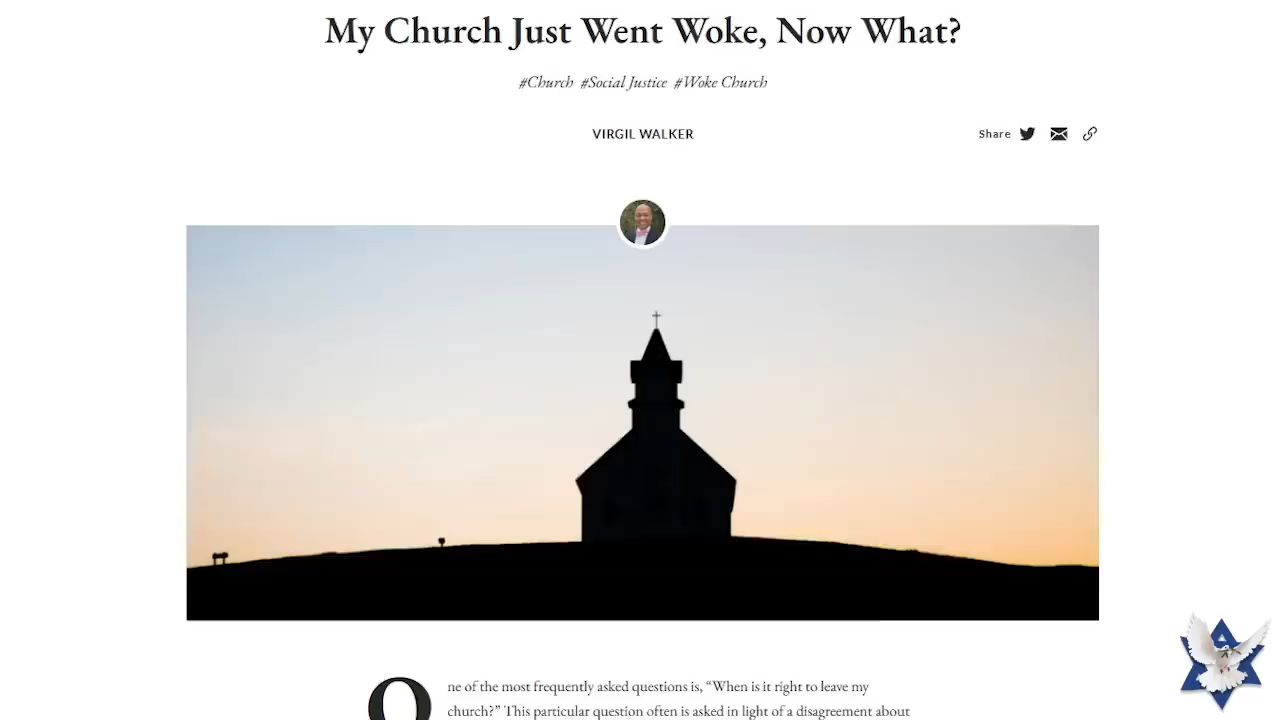 My Church Just Went Woke, Now What?
#Church #Social Justice #Woke Church
VIRGIL WALKER
Share
One of the most frequently asked questions is, “When is it right to leave my
church?” This particular question often is asked in light of a disagreement about